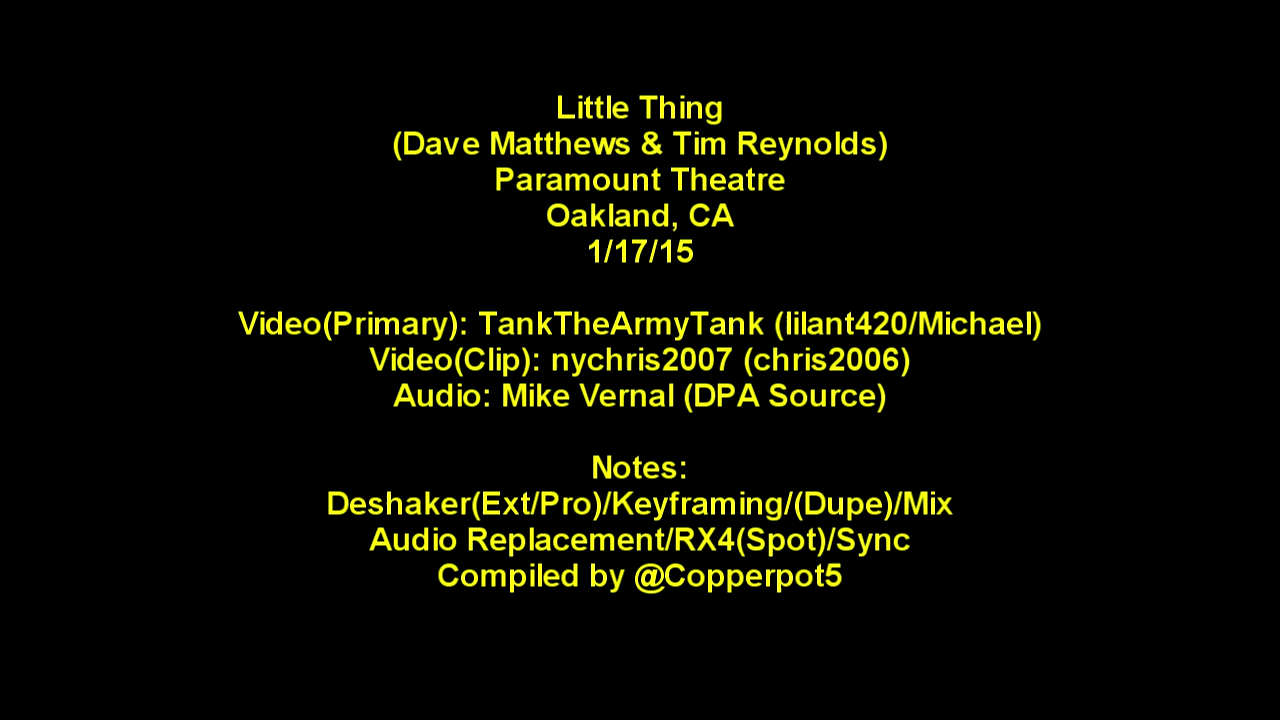 Little Thing
(Dave Matthews & Tim Reynolds)
Paramount Theatre
Oakland, CA
1/17/15
Video(Primary): TankTheArmyTank (lilant420/Michael)
Video(Clip): nychris2007 (chris2006)
Audio: Mike Vernal (DPA Source)
Notes:
Deshaker(Ext/Pro)/Keyframing/(Dupe)/Mix
Audio Replacement/RX4(Spot)/Sync
Compiled by @Copperpot5